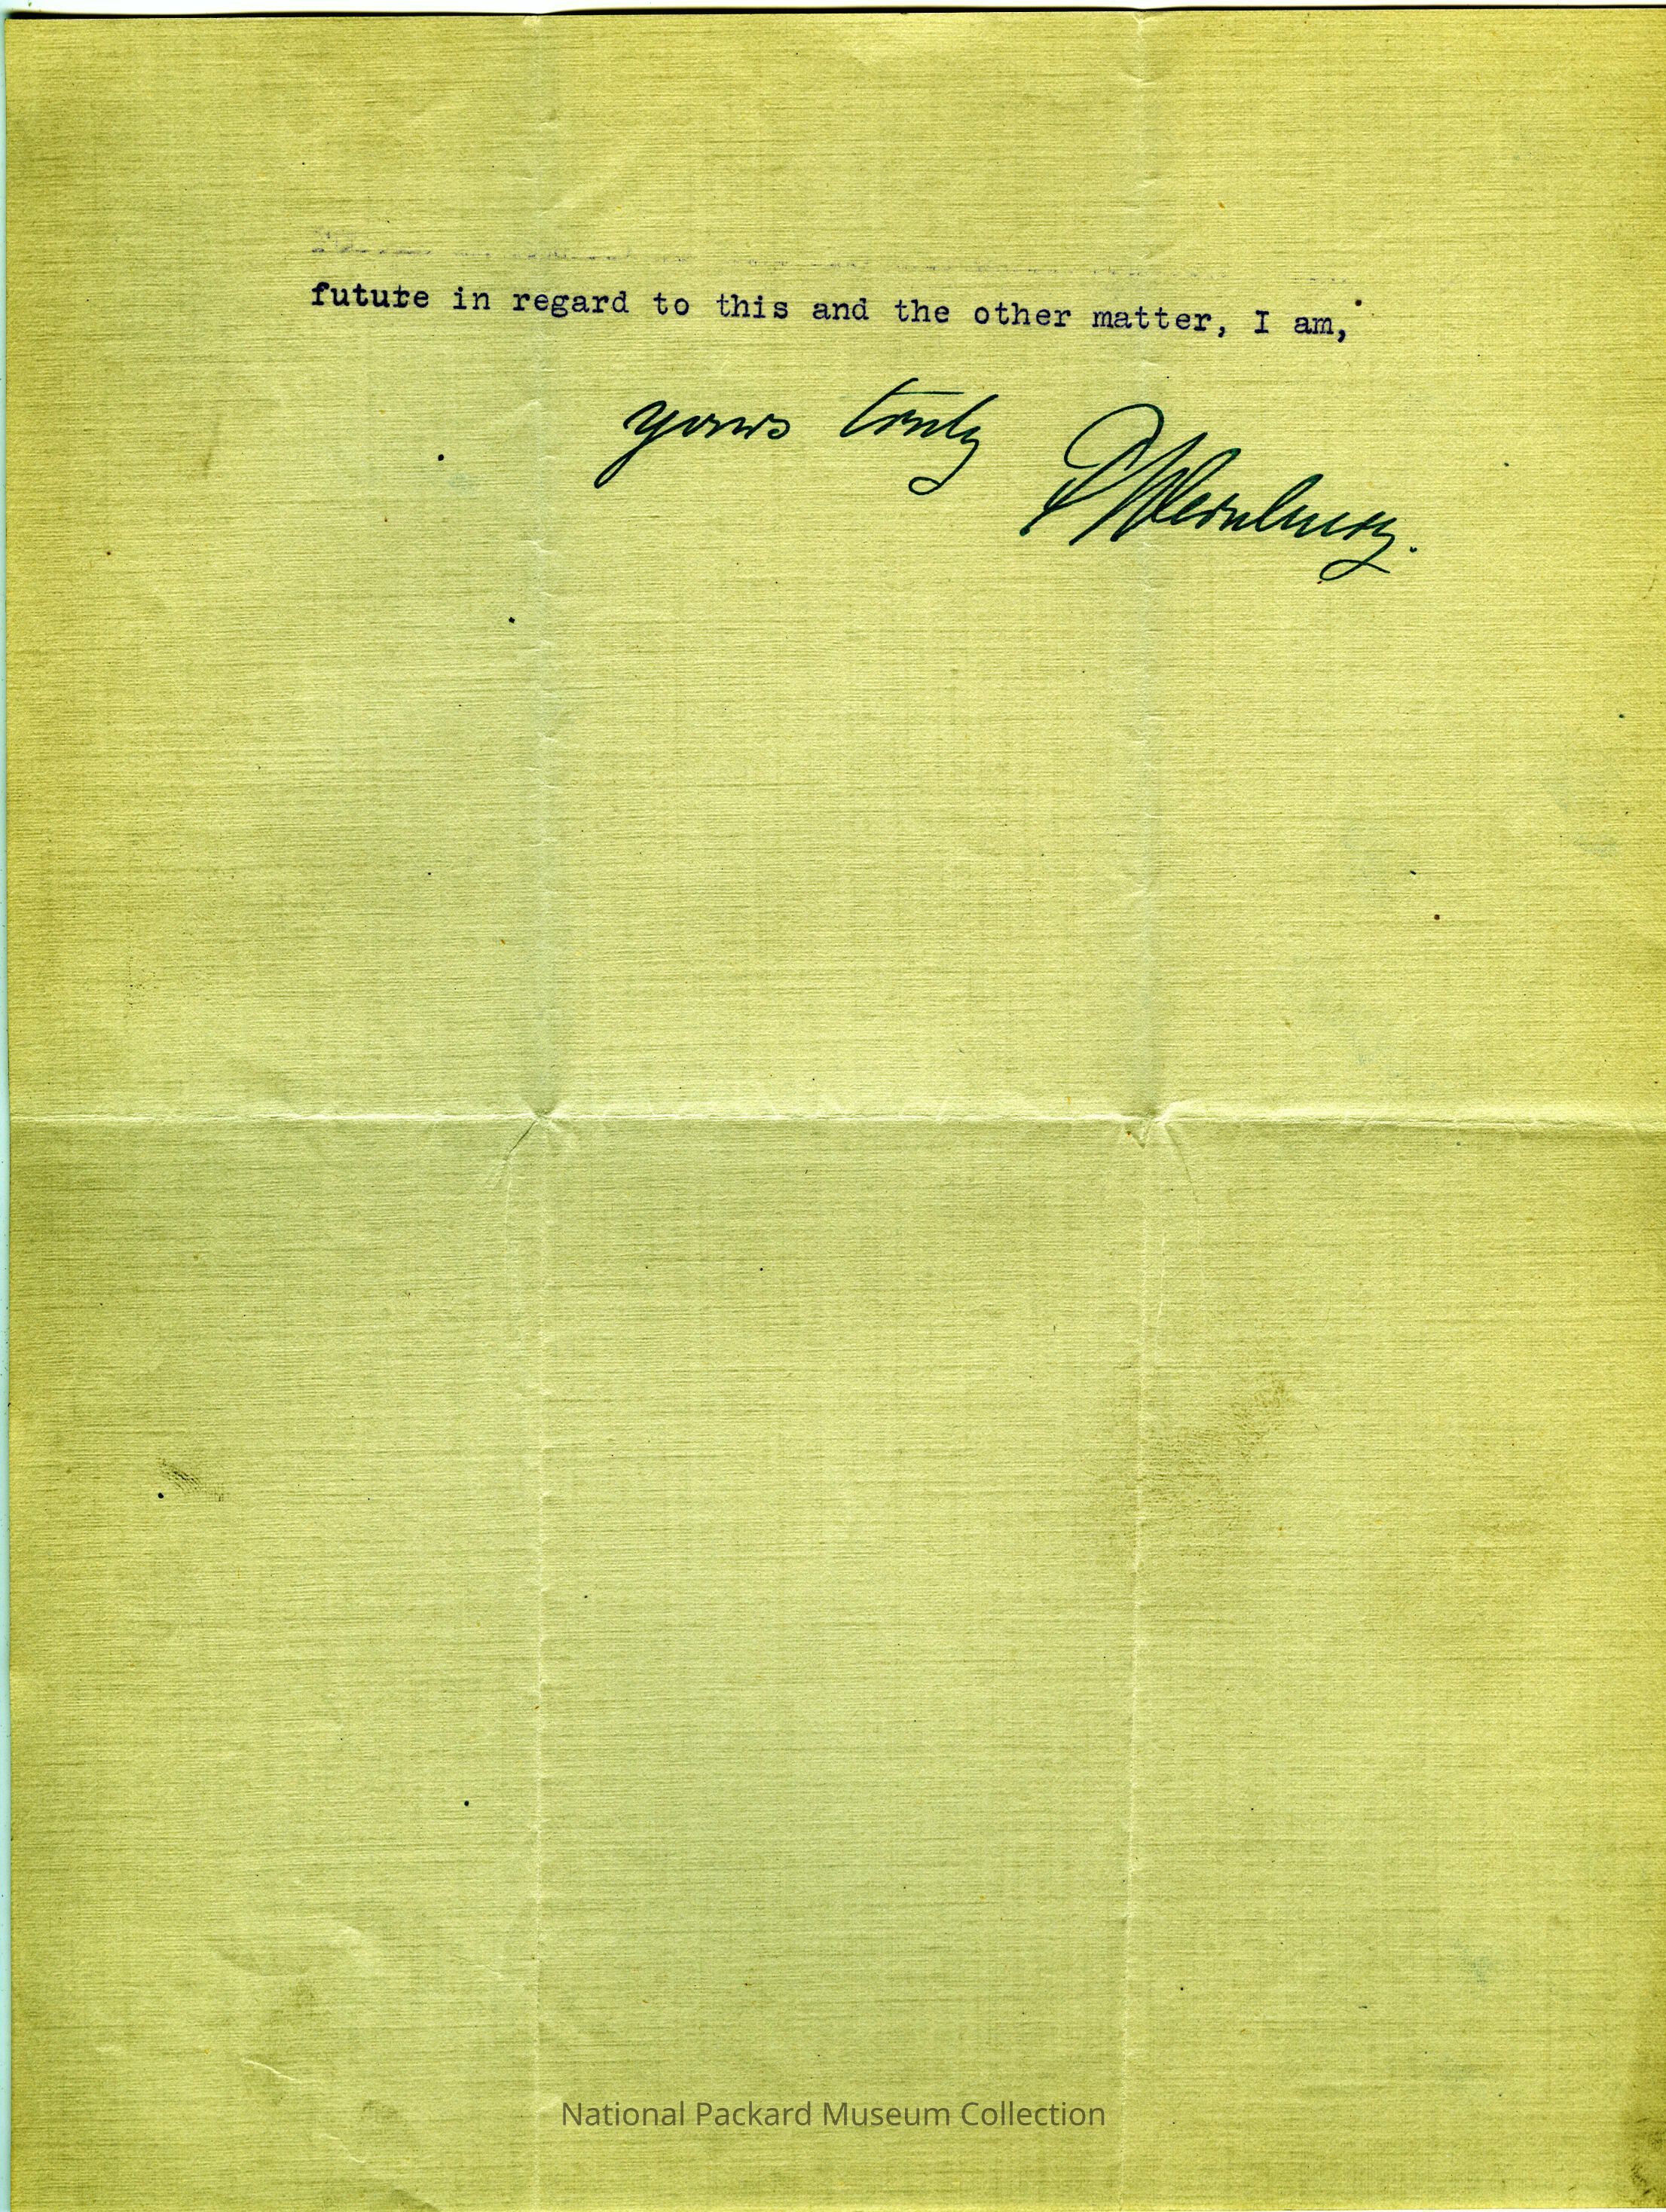 future in regard to this and the other matter, I am,
yours truly
National Packard Museum Collection